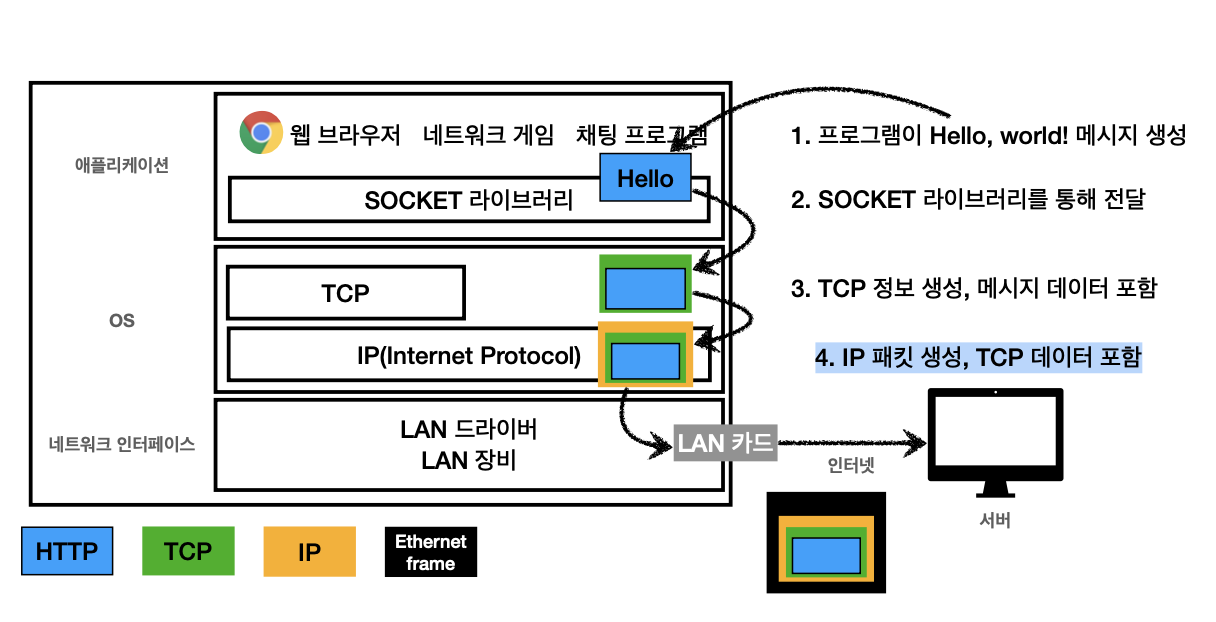 웹 브라우저 네트워크 게임 채팅 프로그램
1. 프로그램이 Hello, world! 메시지 생성
애플리케이션
Hello
SOCKET 라이브러리
2. SOCKET 라이브러리를 통해 전달
TCP
3. TCP 정보 생성, 메시지 데이터 포함
OS
IP(Internet Protocol)
4. IP 패킷 생성, TCP 데이터 포함
네트워크 인터페이스
LAN 드라이버
LAN 장비
LAN 카드
인터넷
서버
HTTP
TCP
IP
Ethernet
frame